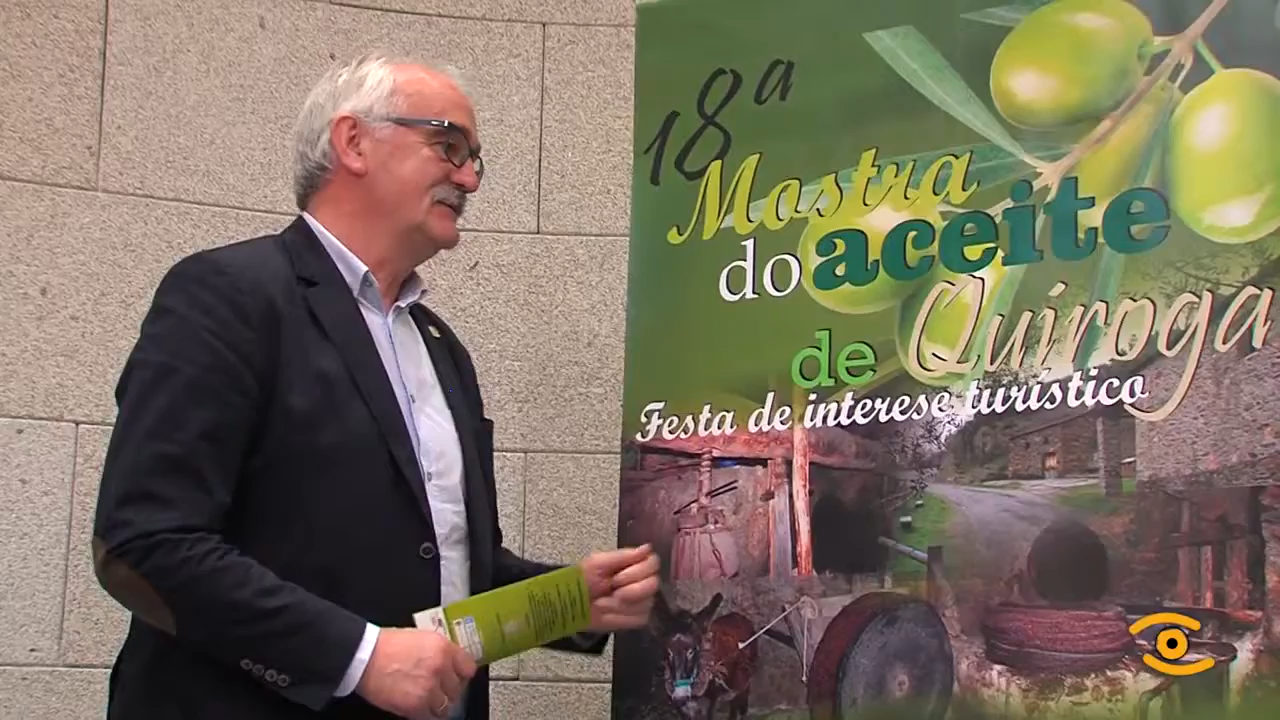 18ª
Mostra
do aceite
de Quiroga
Festa de interese turístico